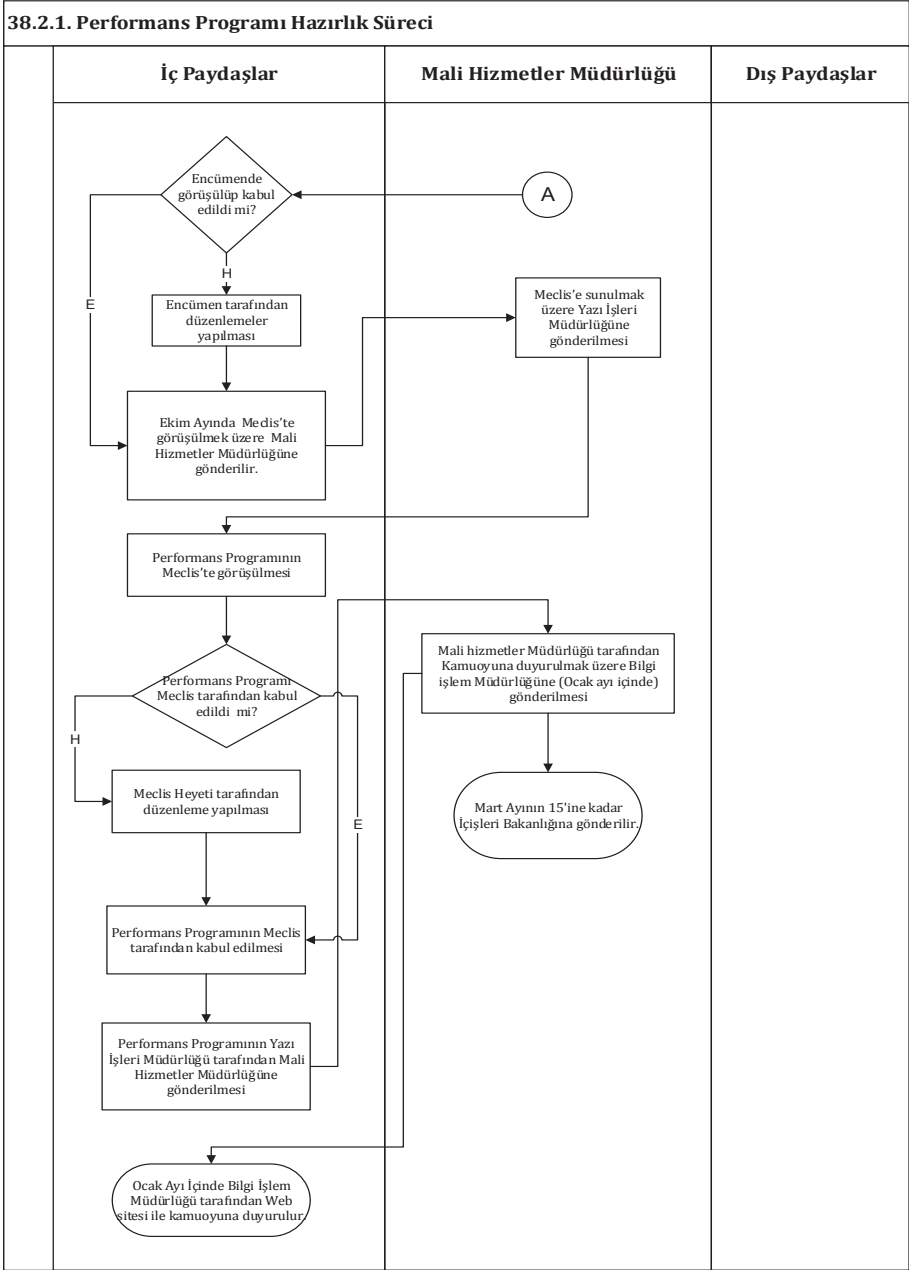 38.2.1. Performans Programı Hazırlık Süreci
İç Paydaşlar
Mali Hizmetler Müdürlüğü
Dış Paydaşlar
Encümende
görüşülüp kabul
edildi mi?
A
H
E
Encümen tarafından
düzenlemeler
yapılması
Meclis’e sunulmak
üzere Yazı İşleri
Müdürlüğüne
gönderilmesi
Ekim Ayında Meclis’te
görüşülmek üzere Mali
Hizmetler Müdürlüğüne
gönderilir.
Performans Programının
Meclis’te görüşülmesi
Mali hizmetler Müdürlüğü tarafından
Kamuoyuna duyurulmak üzere Bilgi
işlem Müdürlüğüne (Ocak ayı içinde)
gönderilmesi
Performans Programı
Meclis tarafından kabul
edildi mi?
H
Meclis Heyeti tarafından
düzenleme yapılması
E
Mart Ayının 15’ine kadar
İçişleri Bakanlığına gönderilir.
Performans Programının Meclis
tarafından kabul edilmesi
Performans Programının Yazı
İşleri Müdürlüğü tarafından Mali
Hizmetler Müdürlüğüne
gönderilmesi
Ocak Ayı İçinde Bilgi İşlem
Müdürlüğü tarafından Web
sitesi ile kamuoyuna duyurulur.